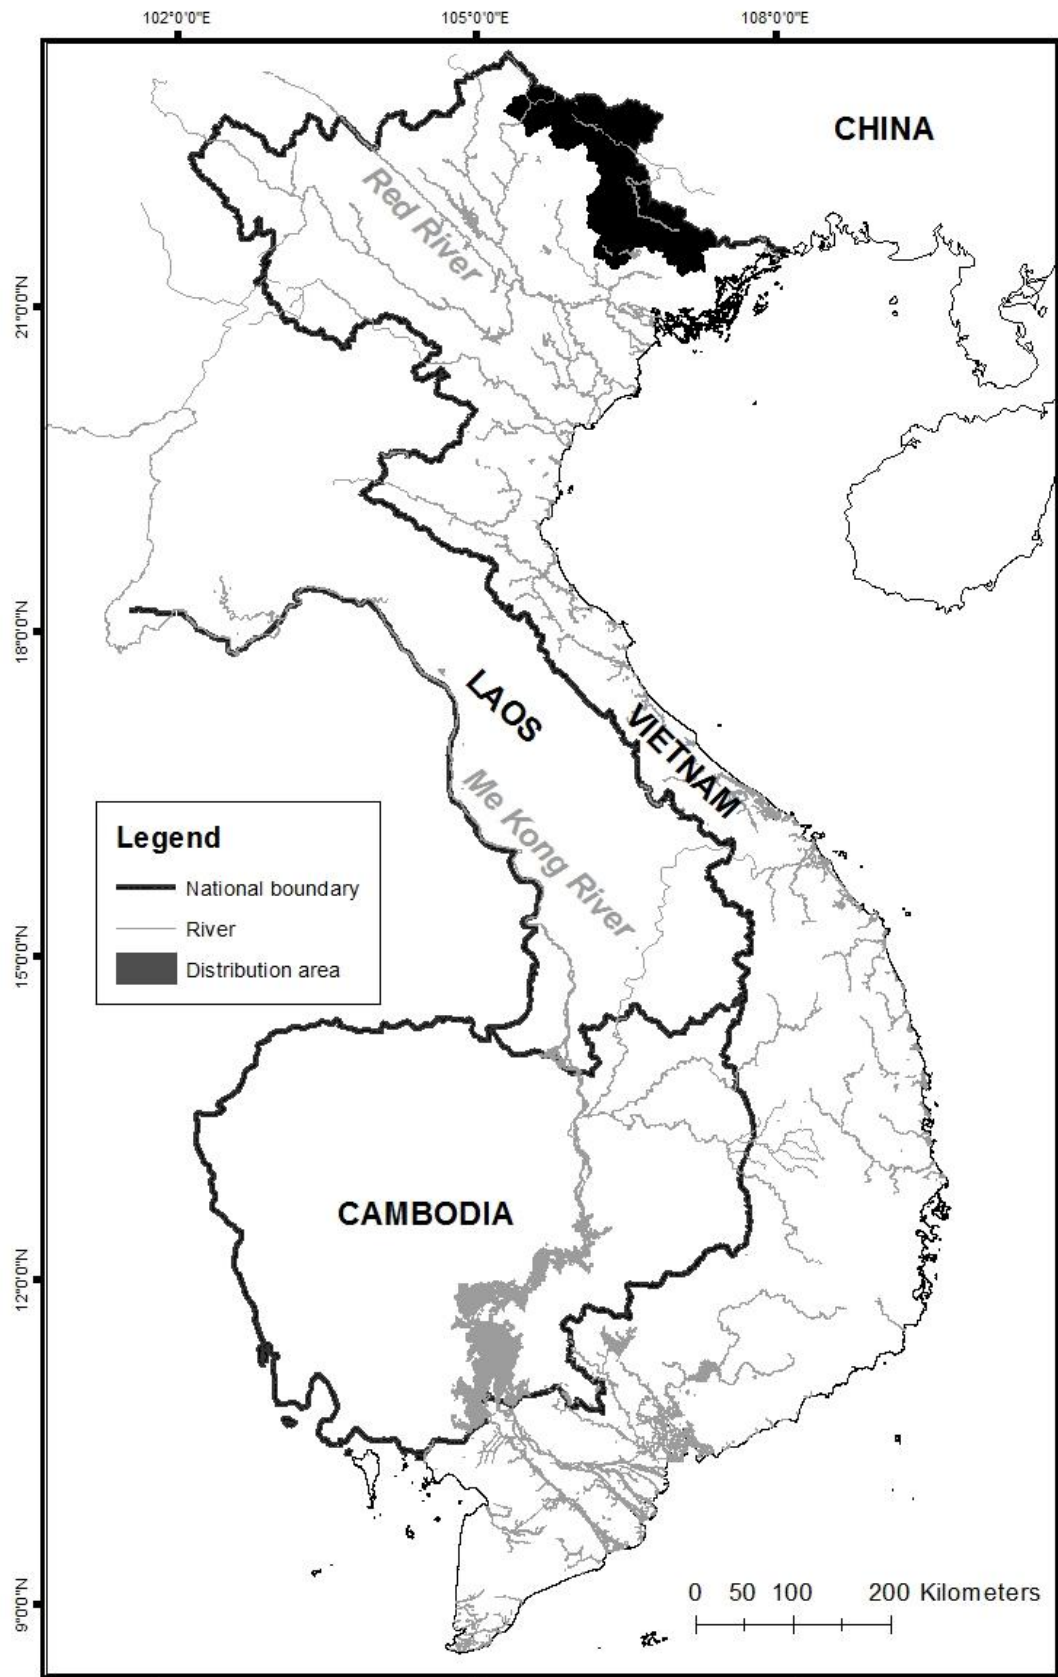 102°0'0"E
105°0'0"E
108°0'0"E
CHINA
Red River
21°0'0"N
18°0'0"N
LAOS
VIETNAM
Me Kong River
Legend
National boundary
River
Distribution area
15°0'0"N
CAMBODIA
12°0'0"N
0 50 100 200 Kilometers
9°0'0"N